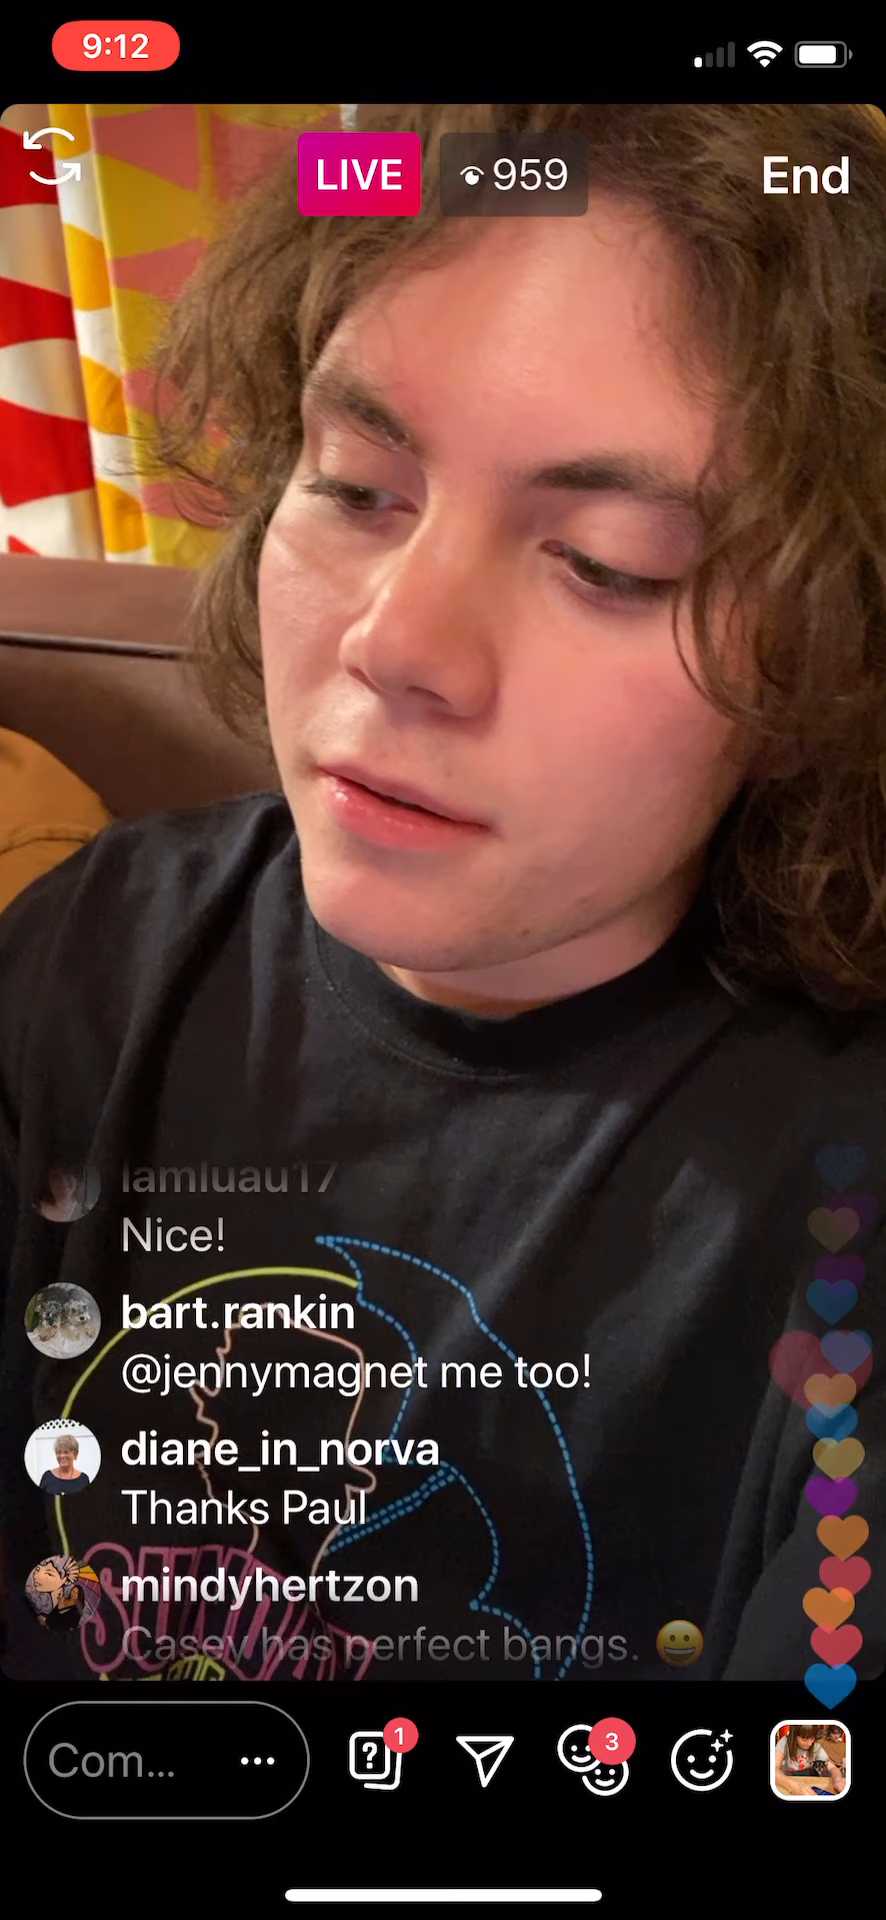 9:12
LIVE
959
End
iamluau17
Nice!
bart.rankin
@jennymagnet me too!
diane_in_norva
Thanks Paul
mindyhertzon
Casey has perfect bangs. 😀
Com...
1
3